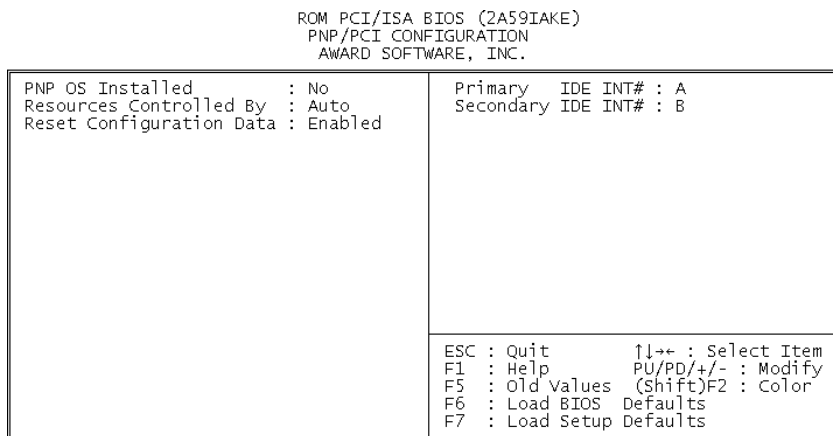 ROM PCI/ISA BIOS (2A59IAKE)
PNP/PCI CONFIGURATION
AWARD SOFTWARE, INC.
PNP OS Installed : No
Resources Controlled By : Auto
Reset Configuration Data : Enabled
Primary IDE INT# : A
Secondary IDE INT# : B
ESC : Quit ↑↓→← : Select Item
F1 : Help PU/PD/+/- : Modify
F5 : Old Values (Shift)F2 : Color
F6 : Load BIOS Defaults
F7 : Load Setup Defaults